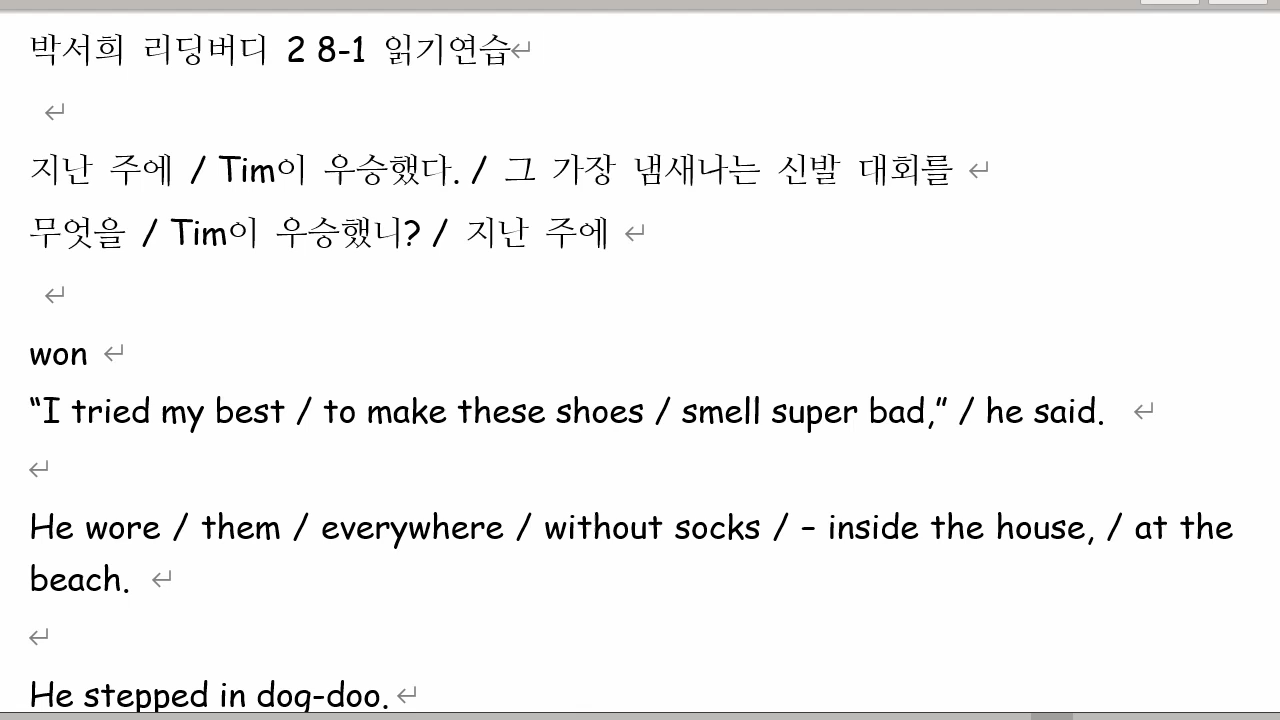 박서희 리딩버디 2 8-1 읽기연습
지난 주에 / Tim이 우승했다. / 그 가장 냄새나는 신발 대회를
무엇을 / Tim이 우승했니? / 지난 주에
won
“I tried my best / to make these shoes / smell super bad,” / he said.
He wore / them / everywhere / without socks / – inside the house, / at the
beach.
He stepped in dog-doo.